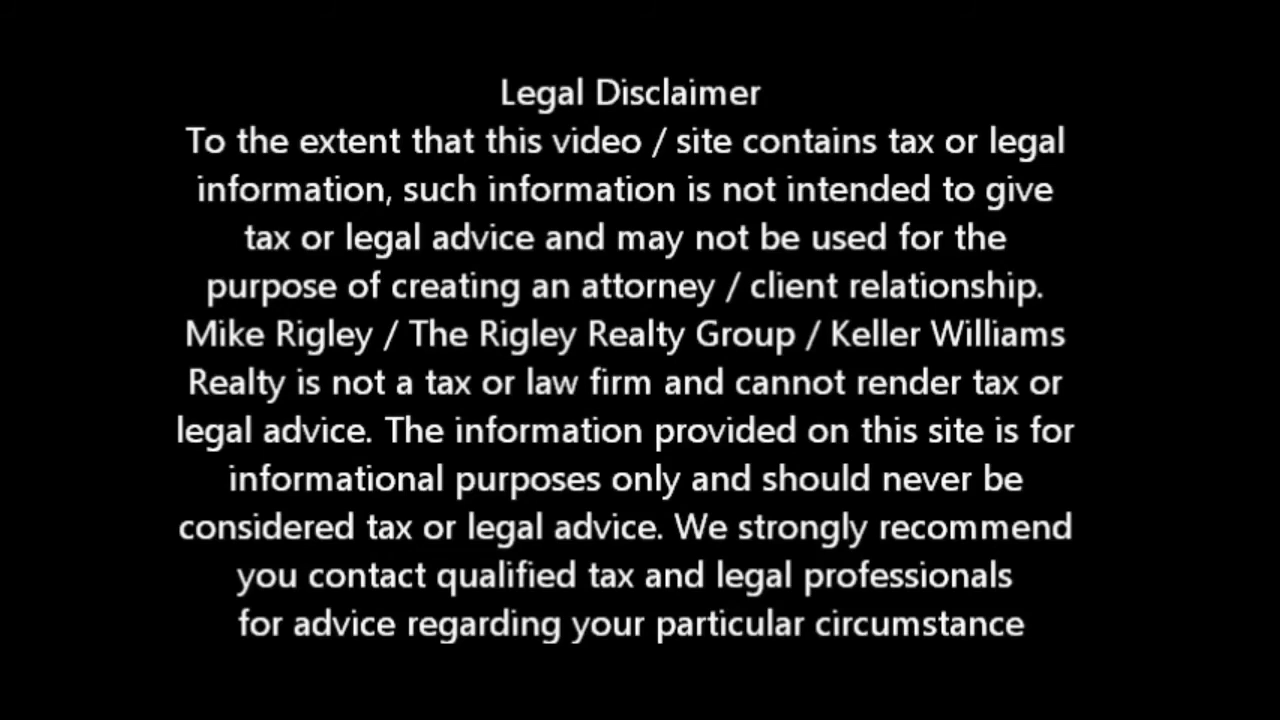 Legal Disclaimer
To the extent that this video / site contains tax or legal
information, such information is not intended to give
tax or legal advice and may not be used for the
purpose of creating an attorney / client relationship.
Mike Rigley / The Rigley Realty Group / Keller Williams
Realty is not a tax or law firm and cannot render tax or
legal advice. The information provided on this site is for
informational purposes only and should never be
considered tax or legal advice. We strongly recommend
you contact qualified tax and legal professionals
for advice regarding your particular circumstance